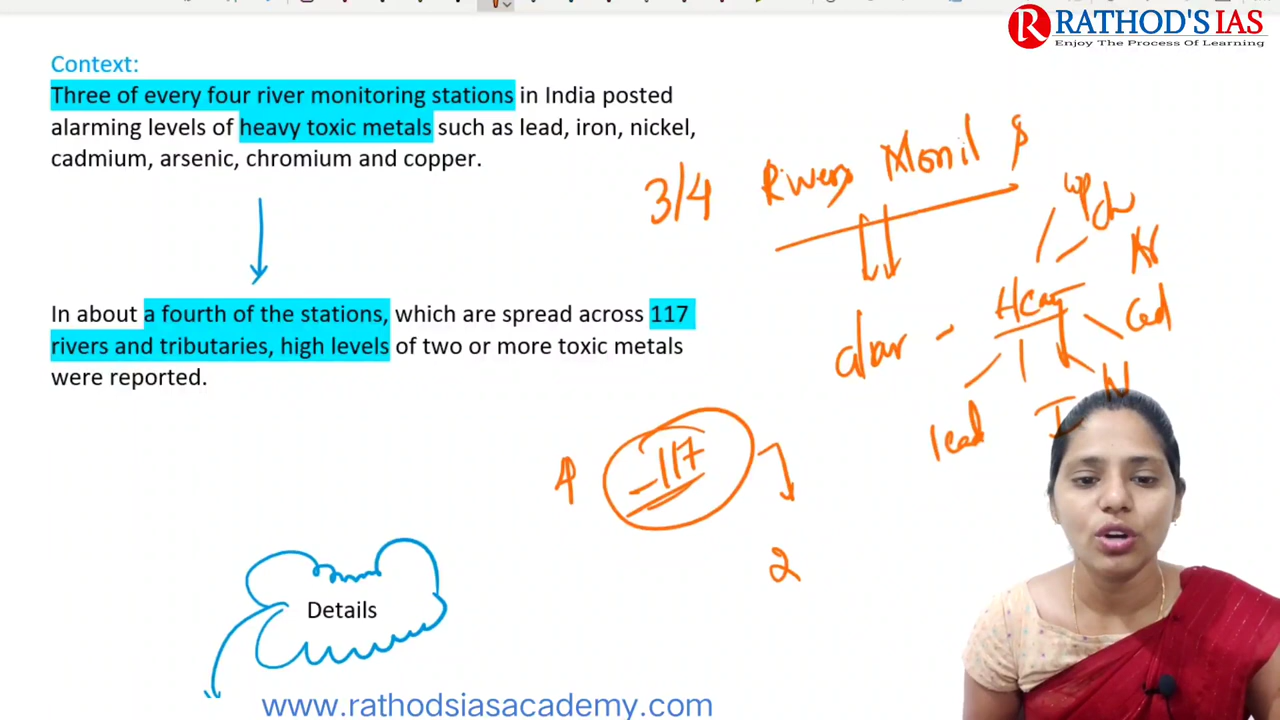 RATHOD'S IAS
Enjoy The Process Of Learning
Context:
Three of every four river monitoring stations in India posted
alarming levels of heavy toxic metals such as lead, iron, nickel,
cadmium, arsenic, chromium and copper.
3/4 Rivers Monit
In about a fourth of the stations, which are spread across 117
rivers and tributaries, high levels of two or more toxic metals
were reported.
alar
lead
I
N
117
2
Details
www.rathodsiasacademy.com